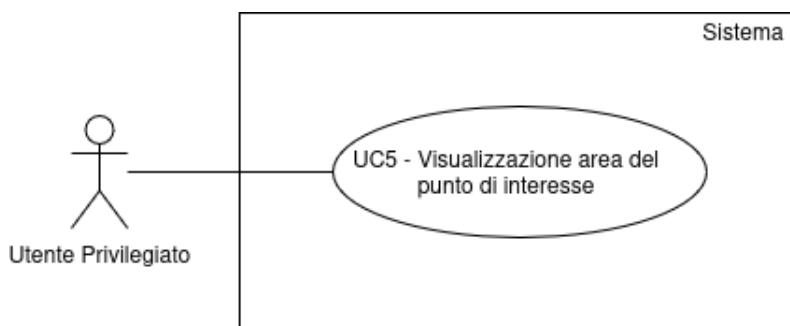 Sistema
UC5 - Visualizzazione area del
punto di interesse
Utente Privilegiato